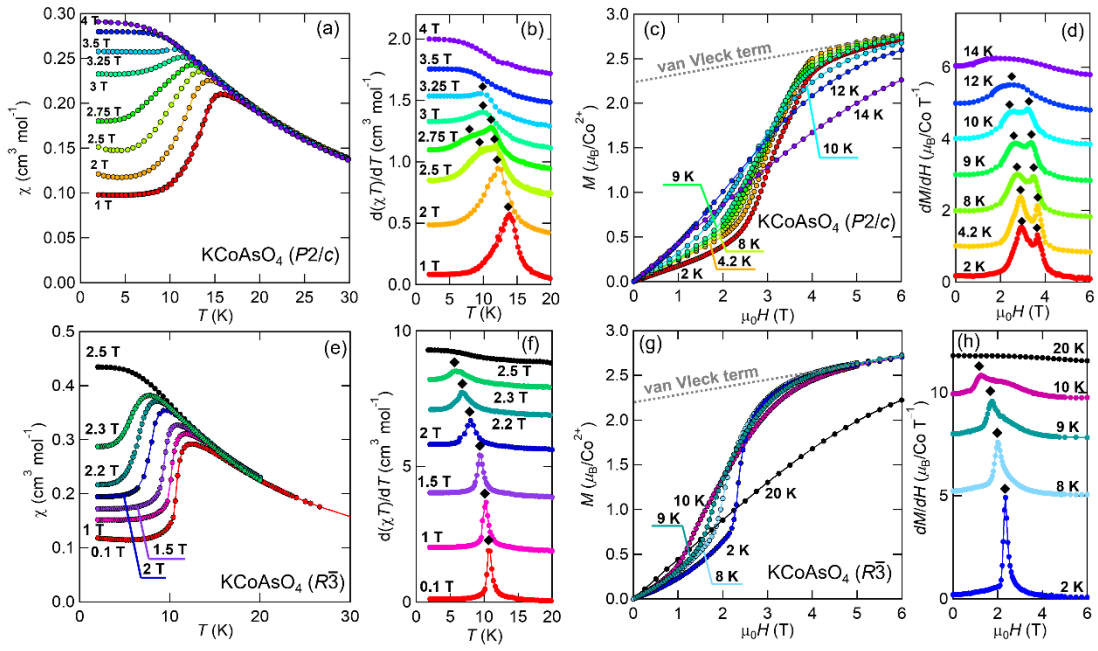 (a)
χ (cm³ mol⁻¹)
0.30
0.25
0.20
0.15
0.10
0.05
0.00
4 T
3.5 T
3.25 T
3 T
2.75 T
2.5 T
2 T
1 T
KCoAsO₄ (P2/c)
0 5 10 15 20 25 30
T (K)
(b)
d(χT)/dT (cm³ mol⁻¹)
2.0
1.5
1.0
0.5
0.0
4 T
3.5 T
3.25 T
3 T
2.75 T
2.5 T
2 T
1 T
0 5 10 15 20
T (K)
(c)
M (μB/Co²⁺)
3.0
2.5
2.0
1.5
1.0
0.5
0.0
van Vleck term
12 K
14 K
10 K
9 K
8 K
4.2 K
2 K
KCoAsO₄ (P2/c)
0 1 2 3 4 5 6
μ₀H (T)
(d)
dM/dH (μB/Co T⁻¹)
8
6
4
2
0
14 K
12 K
10 K
9 K
8 K
4.2 K
2 K
0 2 4 6
μ₀H (T)
(e)
χ (cm³ mol⁻¹)
0.5
0.4
0.3
0.2
0.1
0.0
2.5 T
2.3 T
2.2 T
1 T
0.1 T
1.5 T
2 T
KCoAsO₄ (R3̅)
0 5 10 15 20 25 30
T (K)
(f)
d(χT)/dT (cm³ mol⁻¹)
10
5
0
2.5 T
2.3 T
2.2 T
2 T
1.5 T
1 T
0.1 T
0 5 10 15 20
T (K)
(g)
M (μB/Co²⁺)
3.0
2.5
2.0
1.5
1.0
0.5
0.0
van Vleck term
10 K
9 K
20 K
2 K
8 K
KCoAsO₄ (R3̅)
0 1 2 3 4 5 6
μ₀H (T)
(h)
dM/dH (μB/Co T⁻¹)
10
5
0
20 K
10 K
9 K
8 K
2 K
0 2 4 6
μ₀H (T)